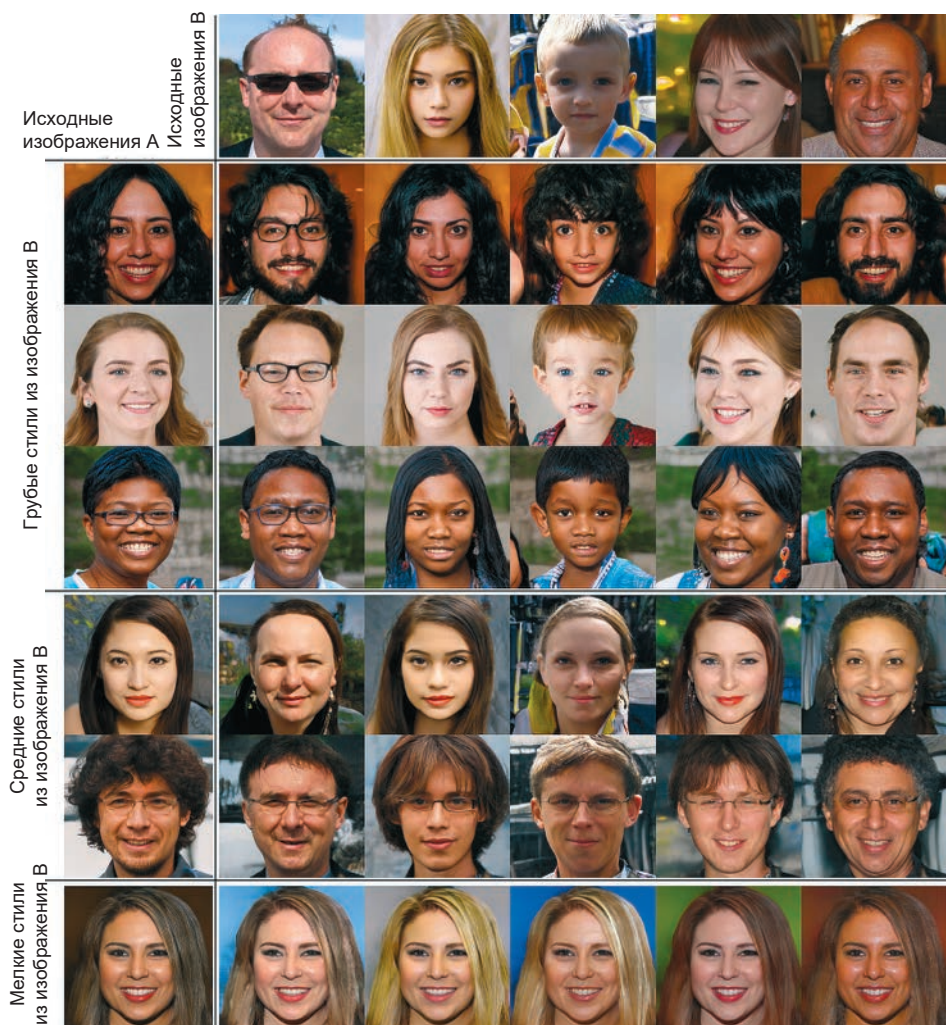 Исходные
изображения B
Исходные
изображения A
Грубые стили из изображения B
Средние стили
из изображения B
Мелкие стили
из изображения B